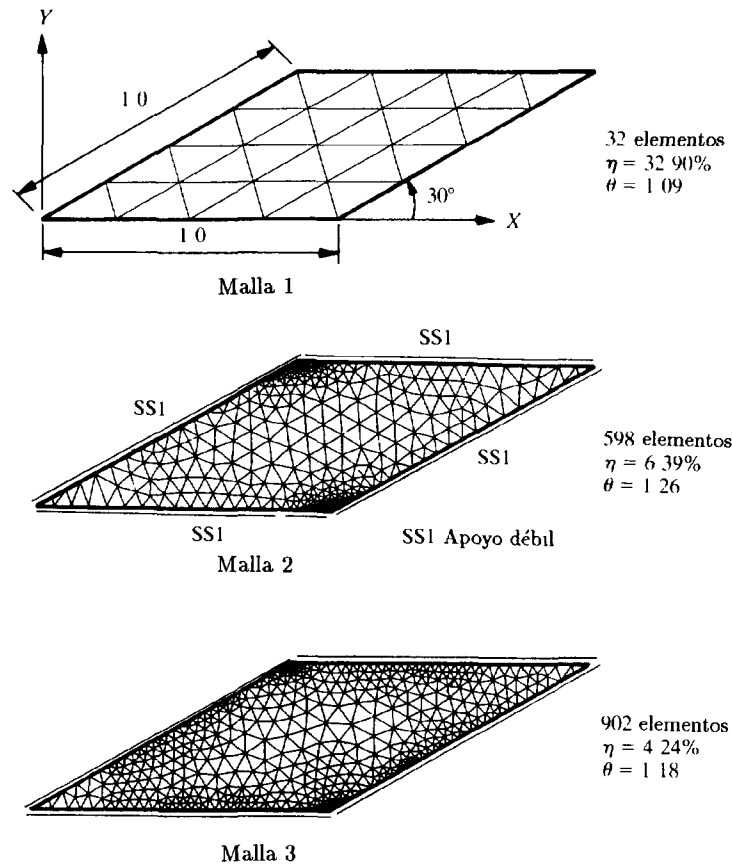 Y
1 0
32 elementos
η = 32 90%
θ = 1 09
30°
X
1 0
Malla 1
SS1
SS1
598 elementos
η = 6 39%
θ = 1 26
SS1
SS1
SS1 Apoyo débil
Malla 2
902 elementos
η = 4 24%
θ = 1 18
Malla 3